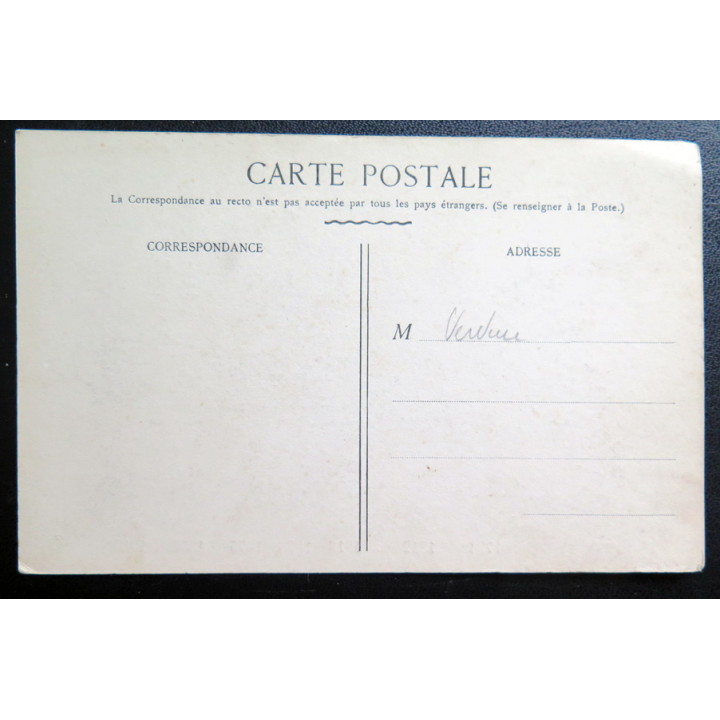 CARTE POSTALE
La Correspondance au recto n'est pas acceptée par tous les pays étrangers. (Se renseigner à la Poste.)
CORRESPONDANCE
ADRESSE
M